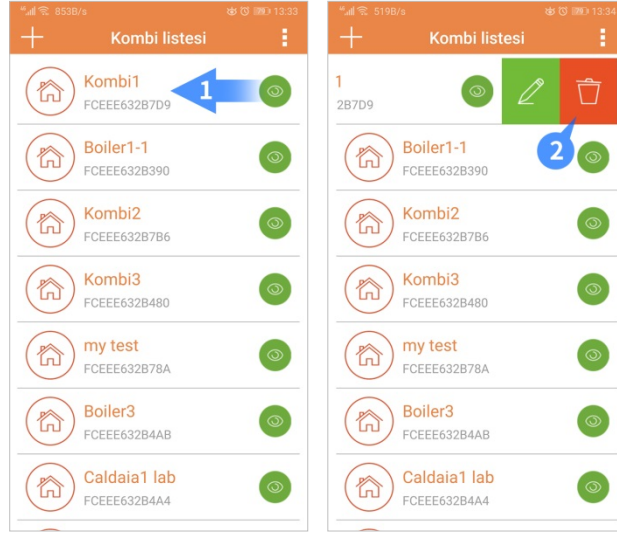 853B/s 13:33
Kombi listesi
Kombi1
FCEEE632B7D9
1
Boiler1-1
FCEEE632B390
Kombi2
FCEEE632B7B6
Kombi3
FCEEE632B480
my test
FCEEE632B78A
Boiler3
FCEEE632B4AB
Caldaia1 lab
FCEEE632B4A4
519B/s 13:34
Kombi listesi
1
2B7D9
2
Boiler1-1
FCEEE632B390
Kombi2
FCEEE632B7B6
Kombi3
FCEEE632B480
my test
FCEEE632B78A
Boiler3
FCEEE632B4AB
Caldaia1 lab
FCEEE632B4A4